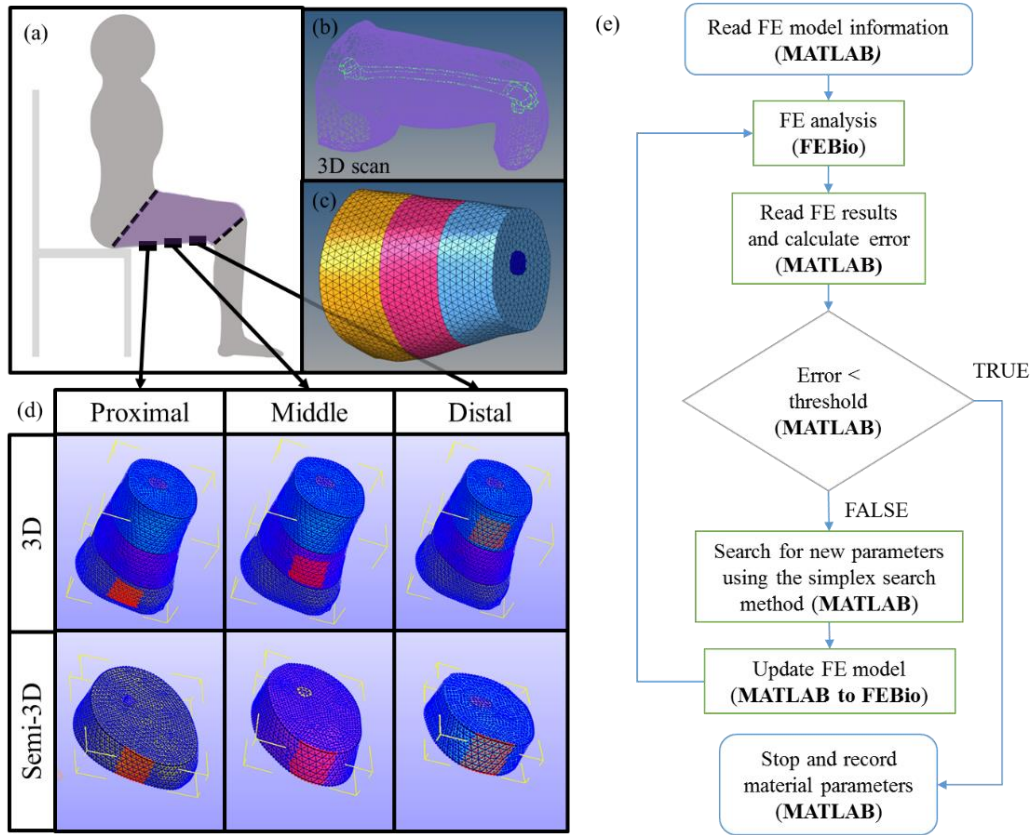 (a)
(b)
3D scan
(c)
(d)
Proximal
Middle
Distal
3D
Semi-3D
(e)
Read FE model information
(MATLAB)
FE analysis
(FEBio)
Read FE results
and calculate error
(MATLAB)
Error <
threshold
(MATLAB)
TRUE
FALSE
Search for new parameters
using the simplex search
method (MATLAB)
Update FE model
(MATLAB to FEBio)
Stop and record
material parameters
(MATLAB)